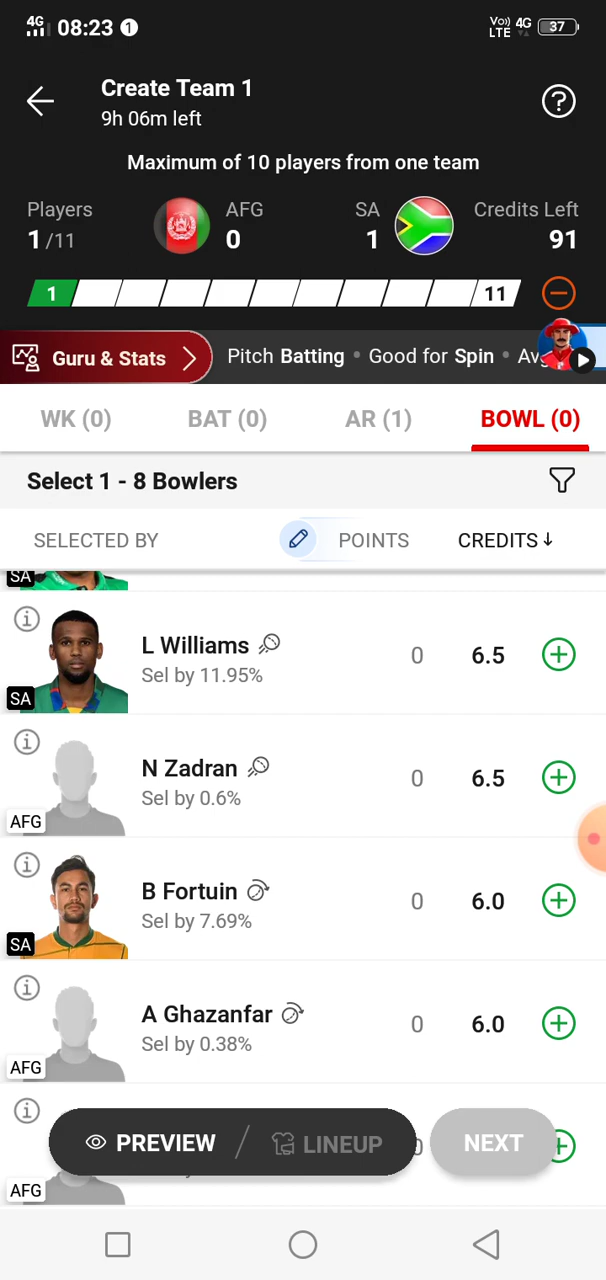 4G 08:23 1 Vo)) LTE 4G 37
Create Team 1
9h 06m left
?
Maximum of 10 players from one team
Players AFG SA Credits Left
1 /11 0 1 91
1 11
Guru & Stats Pitch Batting • Good for Spin • Av
WK (0) BAT (0) AR (1) BOWL (0)
Select 1 - 8 Bowlers
SELECTED BY POINTS CREDITS↓
SA
L Williams 0 6.5
Sel by 11.95%
SA
N Zadran 0 6.5
Sel by 0.6%
AFG
B Fortuin 0 6.0
Sel by 7.69%
SA
A Ghazanfar 0 6.0
Sel by 0.38%
AFG
PREVIEW / LINEUP NEXT
AFG